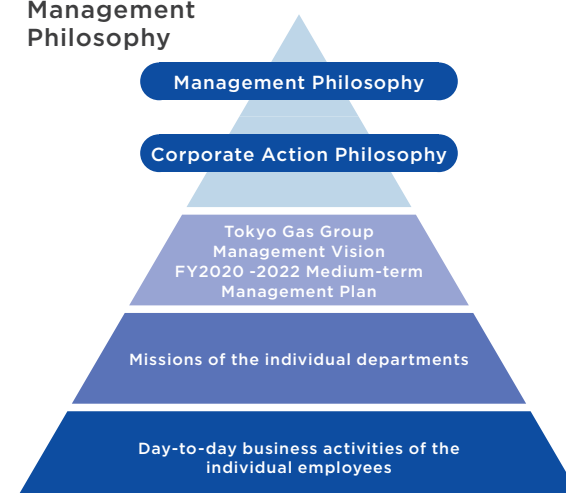 Management
Philosophy
Management Philosophy
Corporate Action Philosophy
Tokyo Gas Group
Management Vision
FY2020 -2022 Medium-term
Management Plan
Missions of the individual departments
Day-to-day business activities of the
individual employees